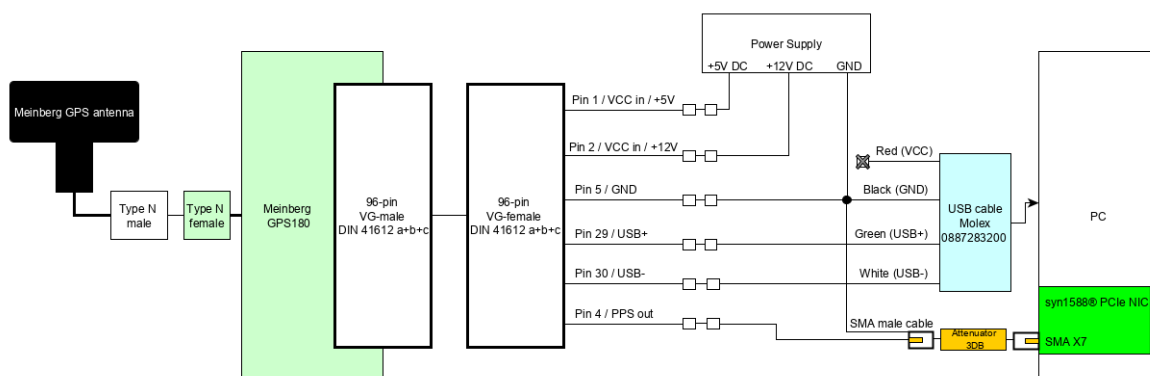 Power Supply
+5V DC +12V DC GND
Meinberg GPS antenna
Type N
male
Type N
female
Meinberg
GPS180
96-pin
VG-male
DIN 41612 a+b+c
96-pin
VG-female
DIN 41612 a+b+c
Pin 1 / VCC in / +5V
Pin 2 / VCC in / +12V
Pin 5 / GND
Pin 29 / USB+
Pin 30 / USB-
Pin 4 / PPS out
Red (VCC)
Black (GND)
Green (USB+)
White (USB-)
SMA male cable
USB cable
Molex
0887283200
Attenuator
3DB
PC
syn1588® PCIe NIC
SMA X7